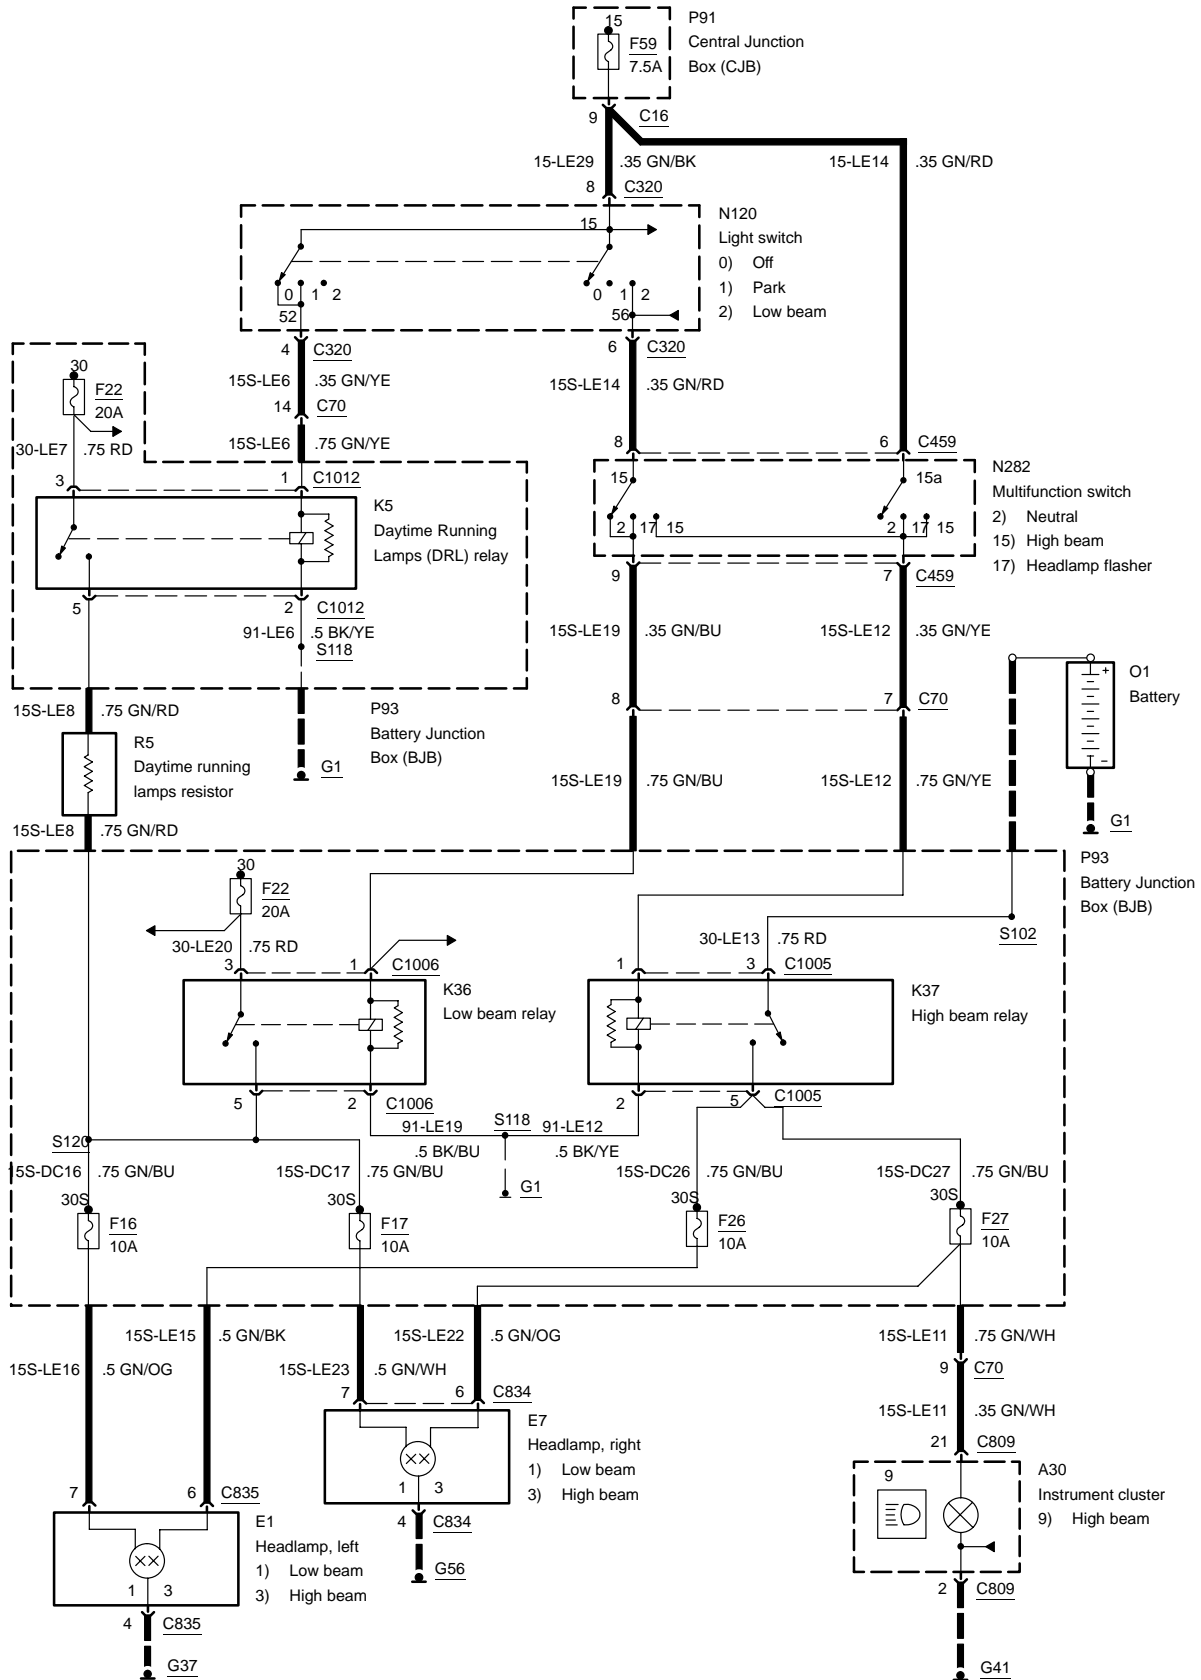 15
P91
F59
Central Junction
7.5A
Box (CJB)
9
C16
15-LE29
.35 GN/BK
15-LE14
.35 GN/RD
8
C320
15
N120
Light switch
0) Off
1) Park
2) Low beam
0
1
2
0
1
2
52
56
4
C320
6
C320
30
F22
20A
15S-LE6
.35 GN/YE
15S-LE14
.35 GN/RD
14
C70
30-LE7
.75 RD
15S-LE6
.75 GN/YE
8
6
C459
3
1
C1012
15
15a
N282
Multifunction switch
2) Neutral
15) High beam
17) Headlamp flasher
2
17
15
2
17
15
K5
Daytime Running
Lamps (DRL) relay
9
7
C459
5
2
C1012
91-LE6
.5 BK/YE
S118
15S-LE19
.35 GN/BU
15S-LE12
.35 GN/YE
8
7
C70
O1
Battery
+
–
15S-LE8
.75 GN/RD
P93
Battery Junction
Box (BJB)
R5
Daytime running
lamps resistor
G1
15S-LE19
.75 GN/BU
15S-LE12
.75 GN/YE
15S-LE8
.75 GN/RD
G1
P93
Battery Junction
Box (BJB)
30
F22
20A
30-LE20
.75 RD
30-LE13
.75 RD
S102
3
1
C1006
1
3
C1005
K36
Low beam relay
K37
High beam relay
5
2
C1006
2
5
C1005
91-LE19
.5 BK/BU
S118
91-LE12
.5 BK/YE
S120
15S-DC16
.75 GN/BU
15S-DC17
.75 GN/BU
G1
15S-DC26
.75 GN/BU
15S-DC27
.75 GN/BU
30S
F16
10A
30S
F17
10A
30S
F26
10A
30S
F27
10A
15S-LE15
.5 GN/BK
15S-LE22
.5 GN/OG
15S-LE11
.75 GN/WH
15S-LE16
.5 GN/OG
15S-LE23
.5 GN/WH
9
C70
7
6
C834
15S-LE11
.35 GN/WH
E7
Headlamp, right
1) Low beam
3) High beam
21
C809
1
3
9
A30
Instrument cluster
9) High beam
7
6
C835
4
C834
E1
Headlamp, left
1) Low beam
3) High beam
G56
1
3
2
C809
4
C835
G37
G41